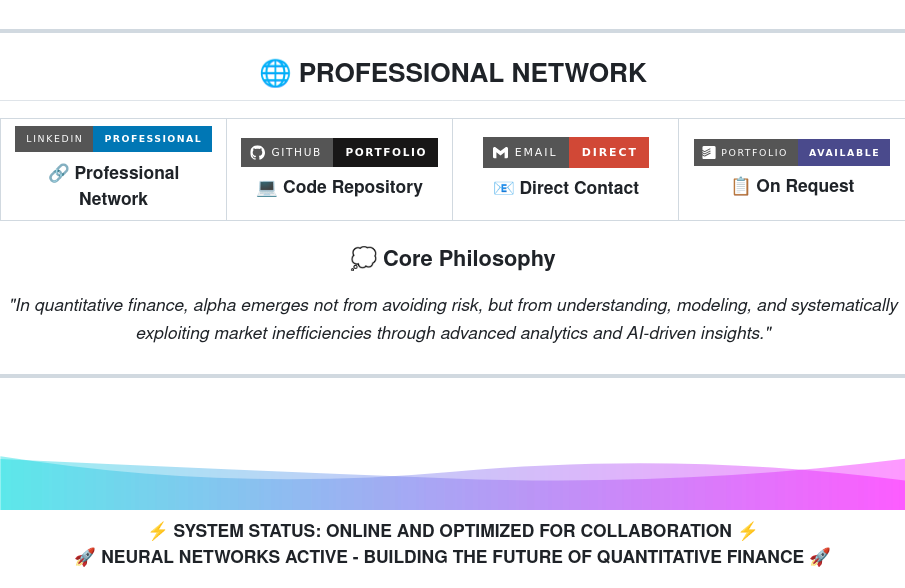 🌐 PROFESSIONAL NETWORK
LINKEDIN PROFESSIONAL
🔗 Professional
Network
GITHUB PORTFOLIO
💻 Code Repository
EMAIL DIRECT
📧 Direct Contact
PORTFOLIO AVAILABLE
📋 On Request
💭 Core Philosophy
"In quantitative finance, alpha emerges not from avoiding risk, but from understanding, modeling, and systematically
exploiting market inefficiencies through advanced analytics and AI-driven insights."
⚡ SYSTEM STATUS: ONLINE AND OPTIMIZED FOR COLLABORATION ⚡
🚀 NEURAL NETWORKS ACTIVE - BUILDING THE FUTURE OF QUANTITATIVE FINANCE 🚀